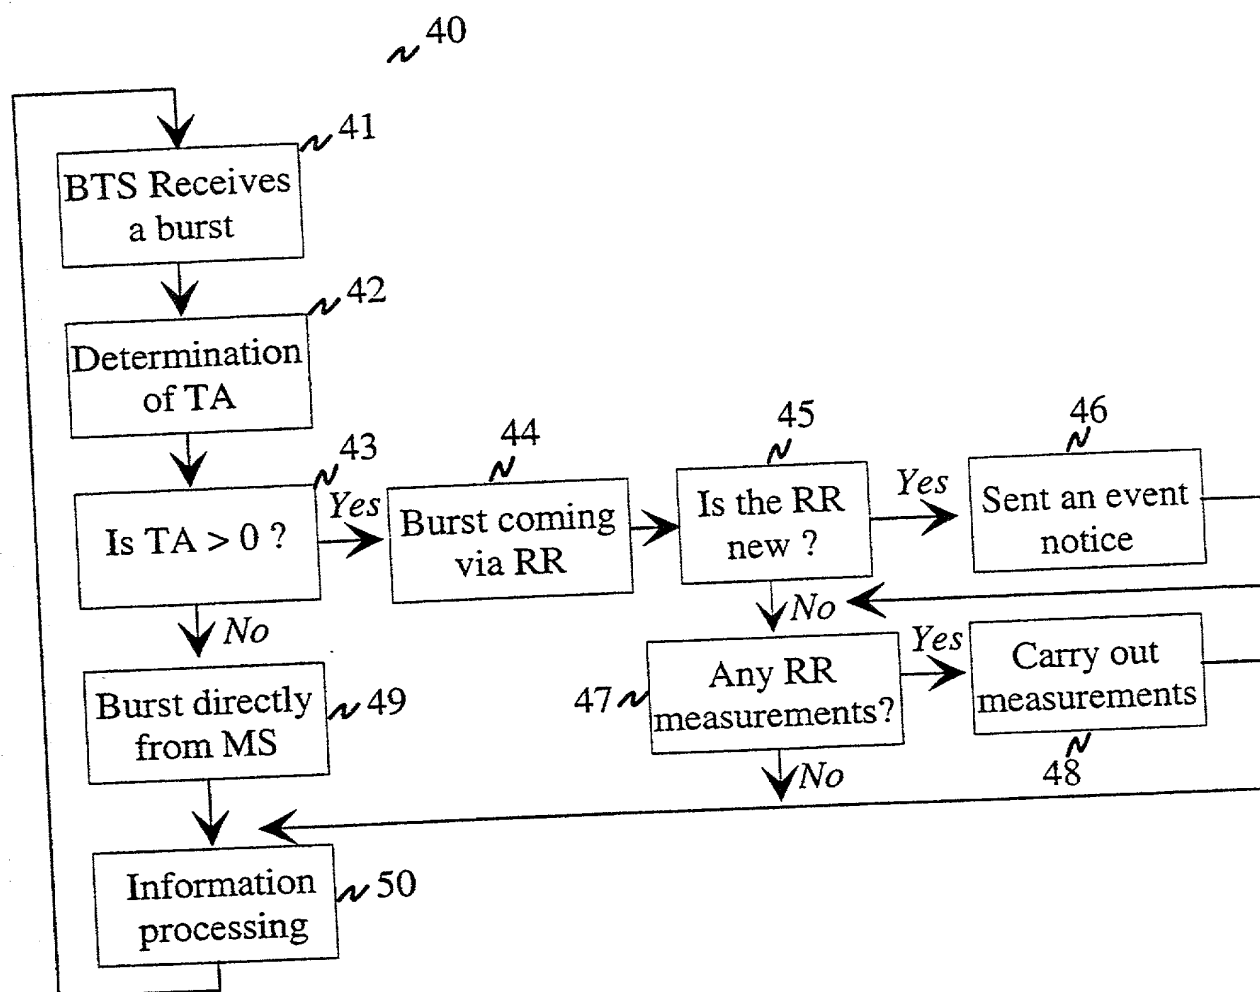 40
41
BTS Receives
a burst
42
Determination
of TA
43
Is TA > 0 ?
Yes
44
Burst coming
via RR
45
Is the RR
new ?
Yes
46
Sent an event
notice
No
No
47
Any RR
measurements?
Yes
Carry out
measurements
48
No
Burst directly
from MS
49
Information
processing
50